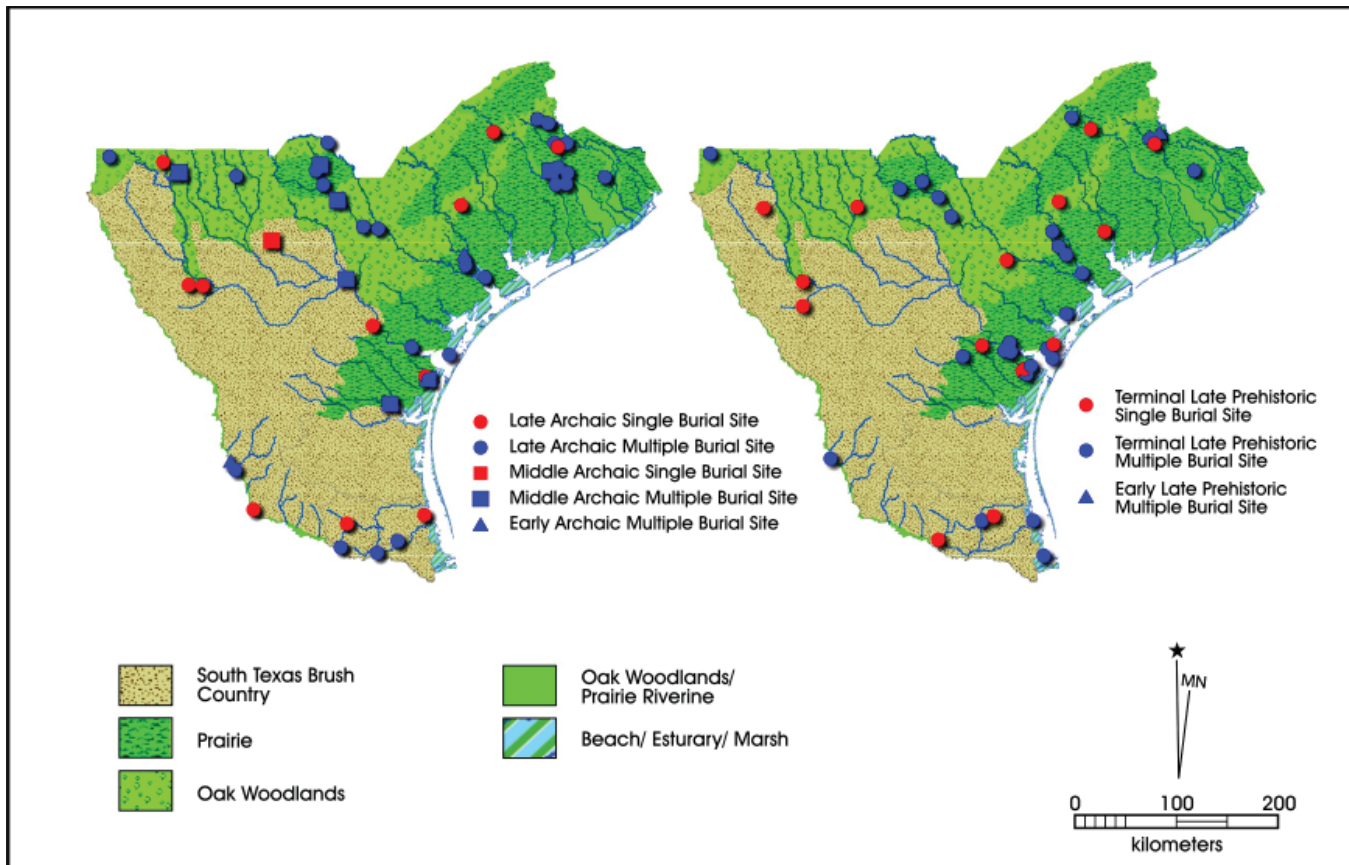 Late Archaic Single Burial Site
Late Archaic Multiple Burial Site
Middle Archaic Single Burial Site
Middle Archaic Multiple Burial Site
Early Archaic Multiple Burial Site
Terminal Late Prehistoric
Single Burial Site
Terminal Late Prehistoric
Multiple Burial Site
Early Late Prehistoric
Multiple Burial Site
South Texas Brush
Country
Prairie
Oak Woodlands
Oak Woodlands/
Prairie Riverine
Beach/ Esturary/ Marsh
MN
0 100 200
kilometers